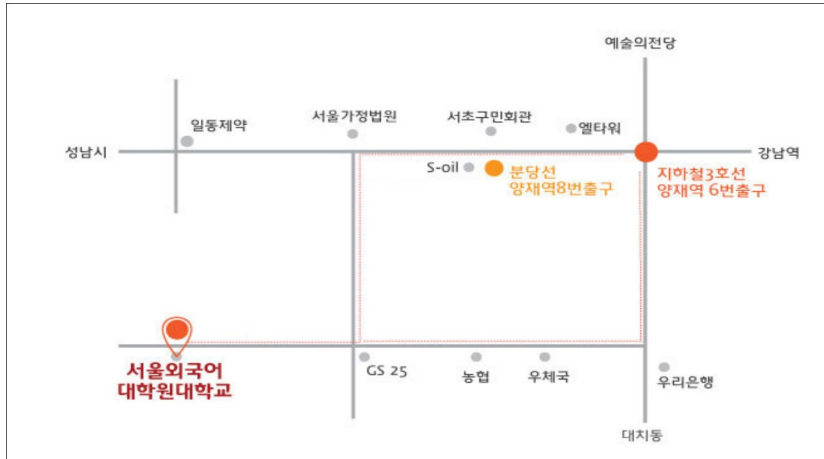 예술의전당
일동제약
서울가정법원
서초구민회관
엘타워
성남시
강남역
S-oil
분당선
양재역8번출구
지하철3호선
양재역 6번출구
서울외국어
대학원대학교
GS 25
농협
우체국
우리은행
대치동